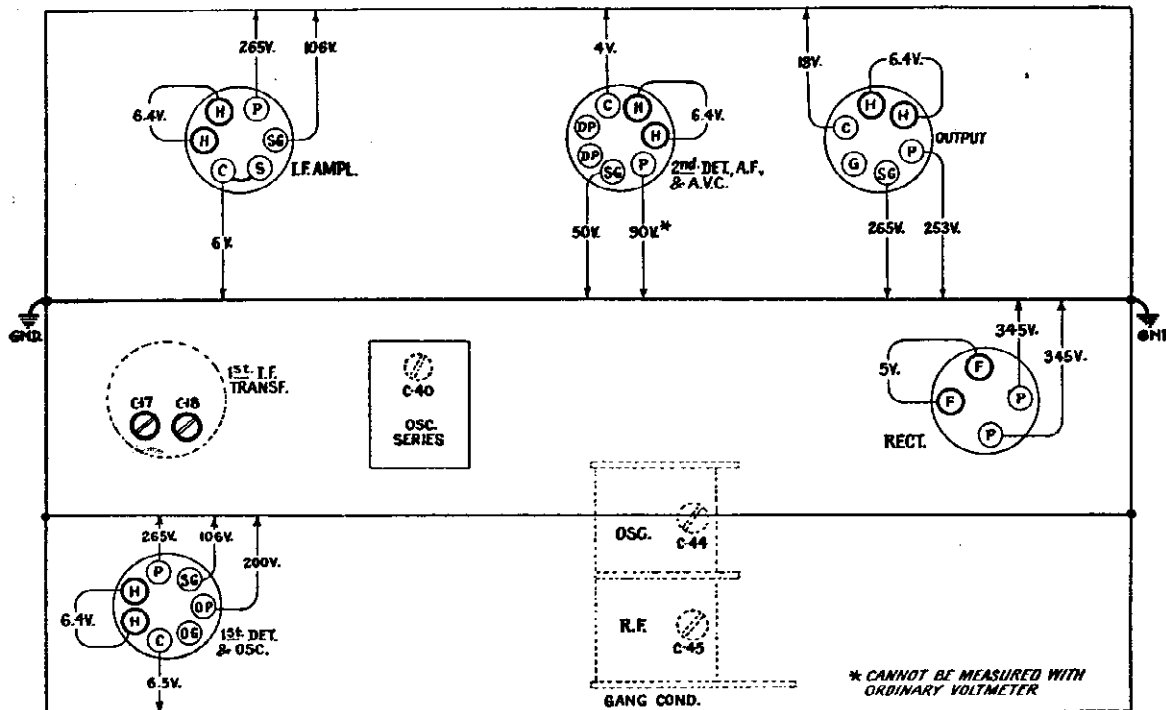 265V.
106V.
H
P
6.4V.
H
SG
C
S
I.F. AMPL.
6V.
4V.
C
H
DP
H
6.4V.
DP
SG
P
2nd DET., A.F.,
& A.V.C.
50V.
90V.*
18V.
6.4V.
H
H
C
OUTPUT
P
G
SG
265V.
253V.
GND.
GND
1st. I.F.
TRANSF.
C-17
C-18
C-40
OSC.
SERIES
345V.
345V.
5V.
F
F
P
P
RECT.
265V.
106V.
200V.
P
SG
H
OP
6.4V.
H
C
OG
1st. DET.
& OSC.
6.5V.
OSC.
C-44
R.F.
C-45
GANG COND.
* CANNOT BE MEASURED WITH
ORDINARY VOLTMETER